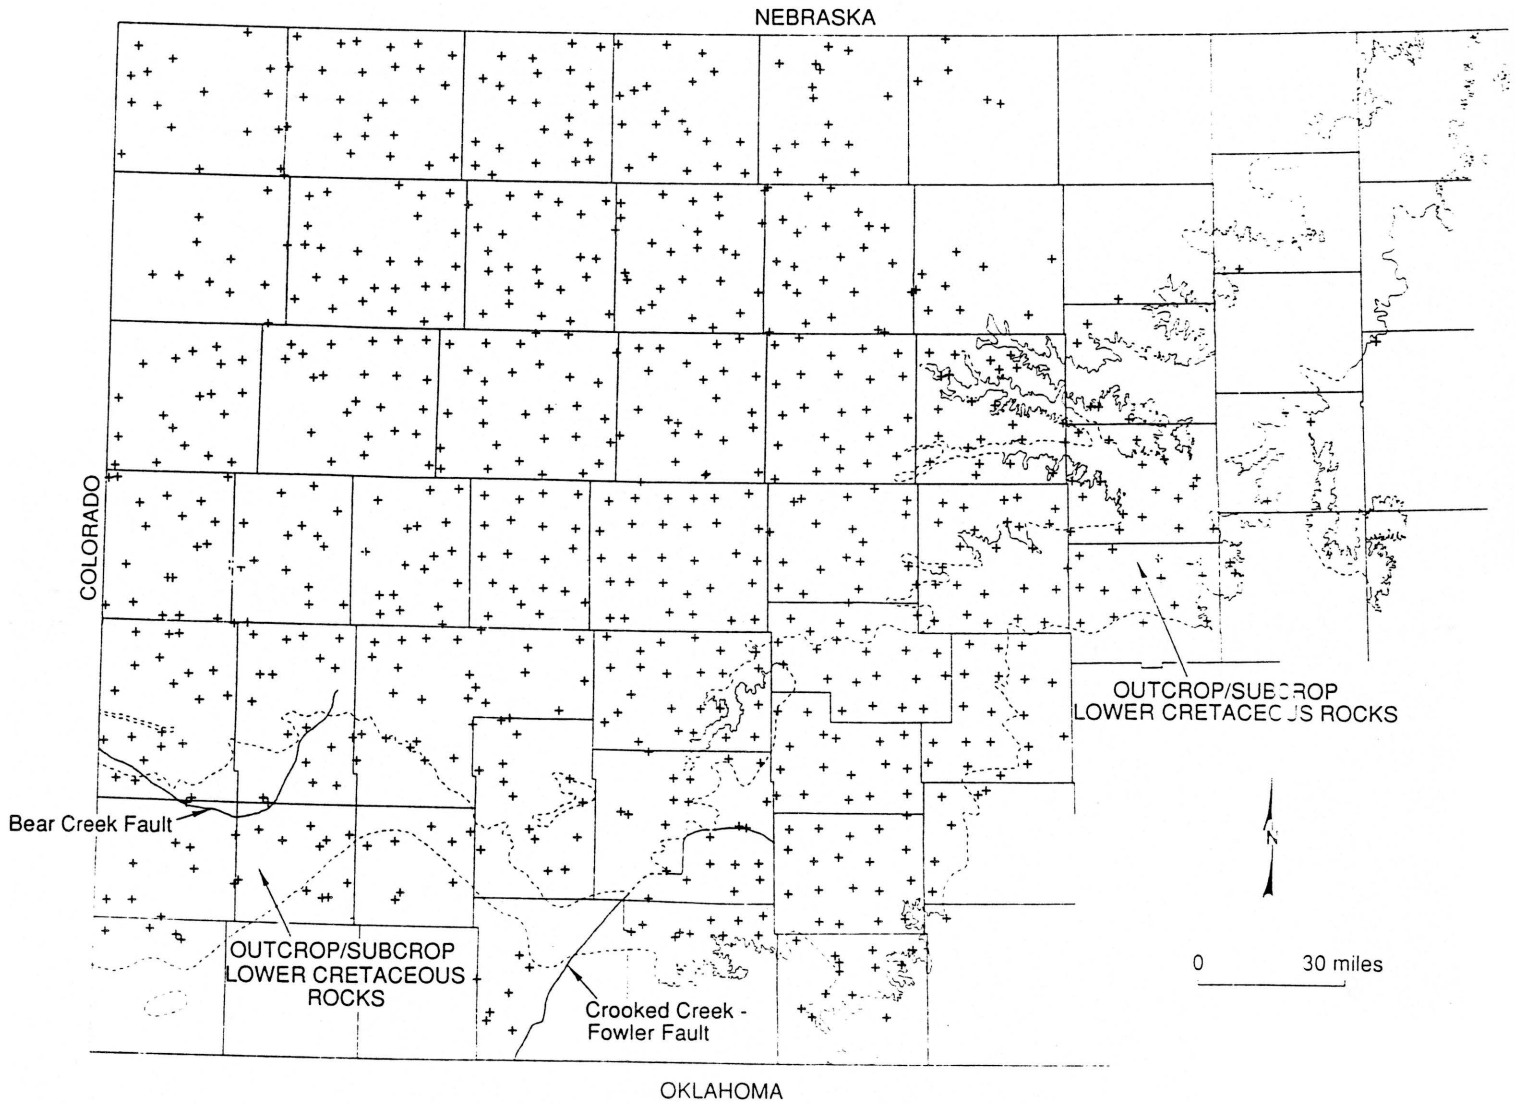 NEBRASKA
COLORADO
OUTCROP/SUBCROP
LOWER CRETACEOUS ROCKS
Bear Creek Fault
N
OUTCROP/SUBCROP
LOWER CRETACEOUS
ROCKS
0 30 miles
Crooked Creek -
Fowler Fault
OKLAHOMA